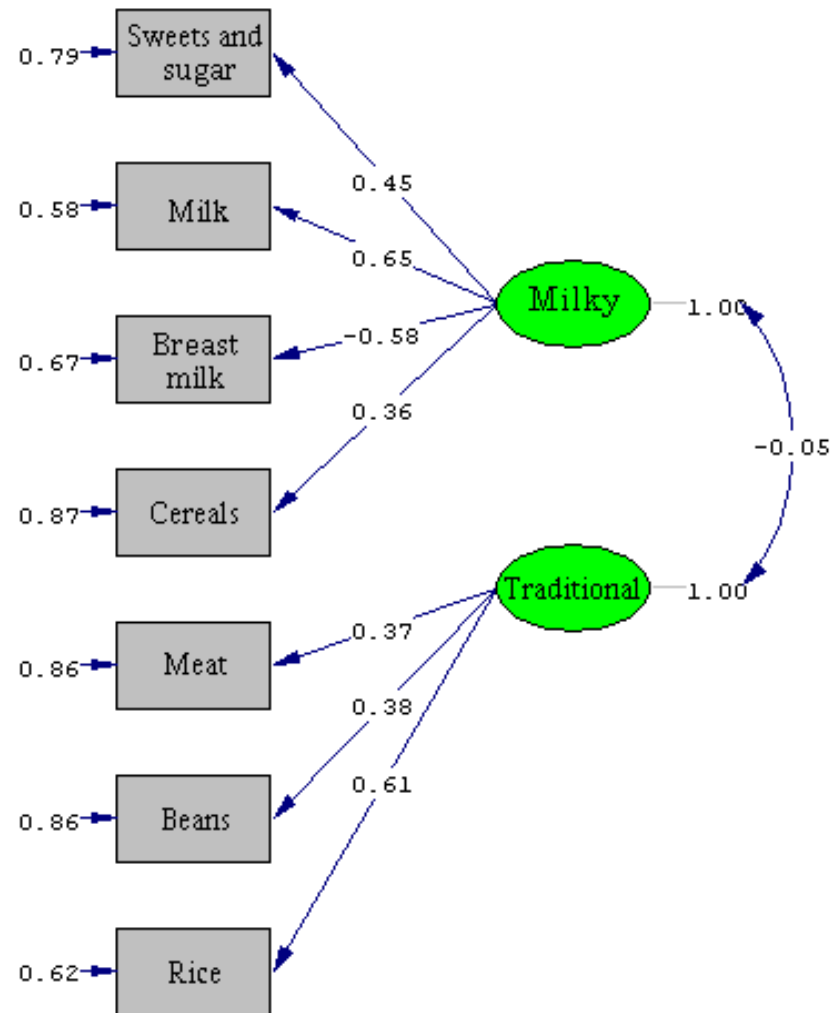 Sweets and
sugar
0.79
0.45
Milk
0.58
0.65
Milky
1.00
Breast
milk
0.67
-0.58
0.36
-0.05
Cereals
0.87
Traditional
1.00
0.37
Meat
0.86
0.38
0.61
Beans
0.86
Rice
0.62